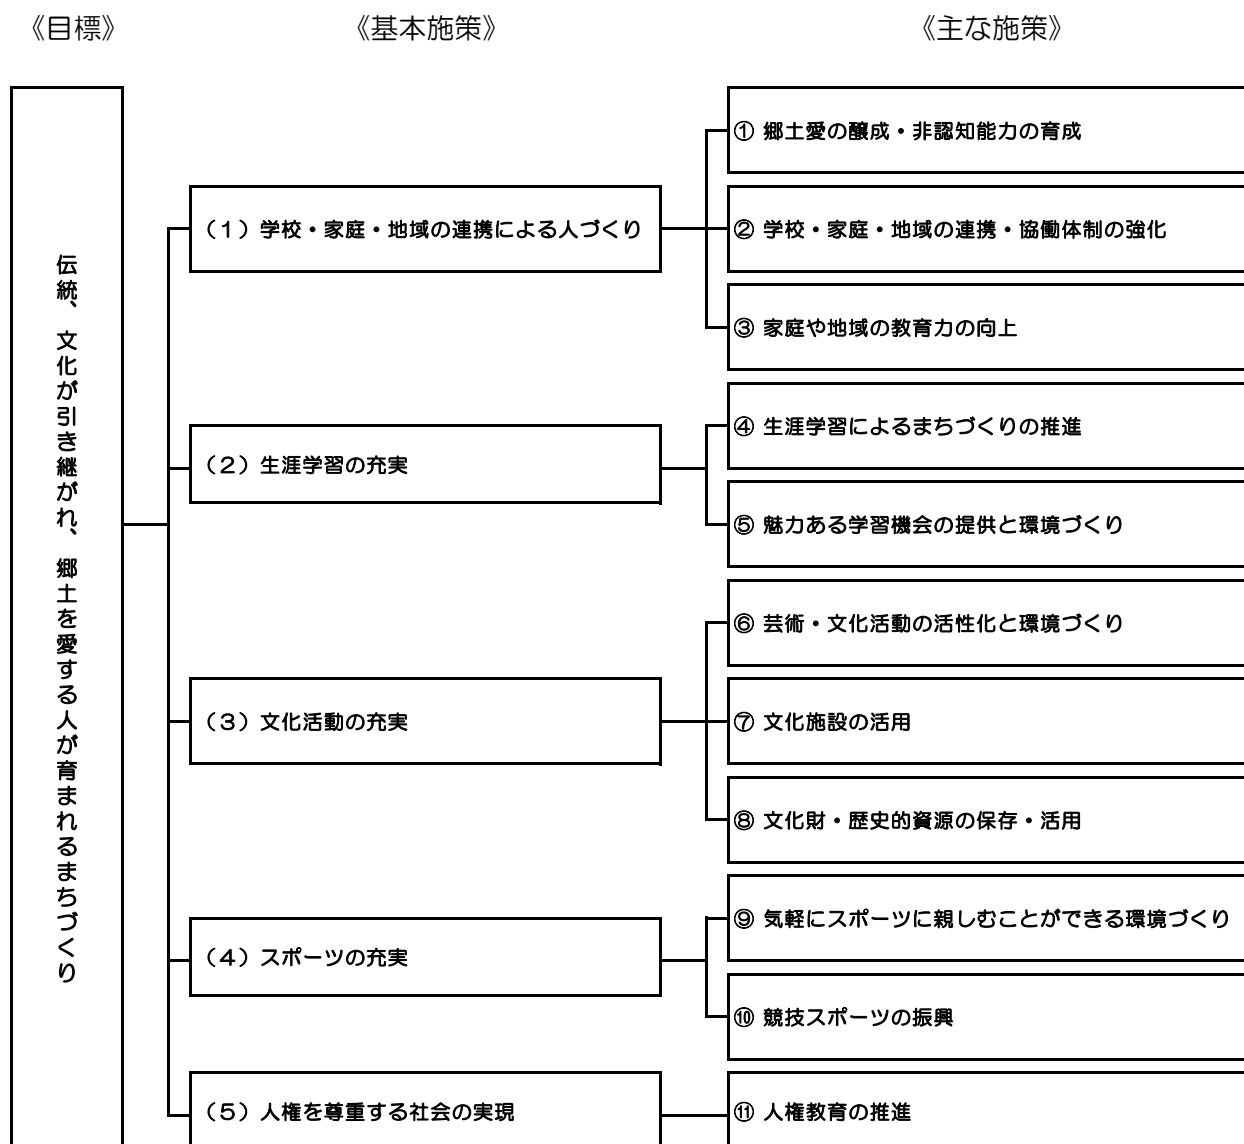 《目標》
《基本施策》
《主な施策》
伝統、文化が引き継がれ、郷土を愛する人が育まれるまちづくり
（１）学校・家庭・地域の連携による人づくり
① 郷土愛の醸成・非認知能力の育成
② 学校・家庭・地域の連携・協働体制の強化
③ 家庭や地域の教育力の向上
（２）生涯学習の充実
④ 生涯学習によるまちづくりの推進
⑤ 魅力ある学習機会の提供と環境づくり
（３）文化活動の充実
⑥ 芸術・文化活動の活性化と環境づくり
⑦ 文化施設の活用
⑧ 文化財・歴史的資源の保存・活用
（４）スポーツの充実
⑨ 気軽にスポーツに親しむことができる環境づくり
⑩ 競技スポーツの振興
（５）人権を尊重する社会の実現
⑪ 人権教育の推進